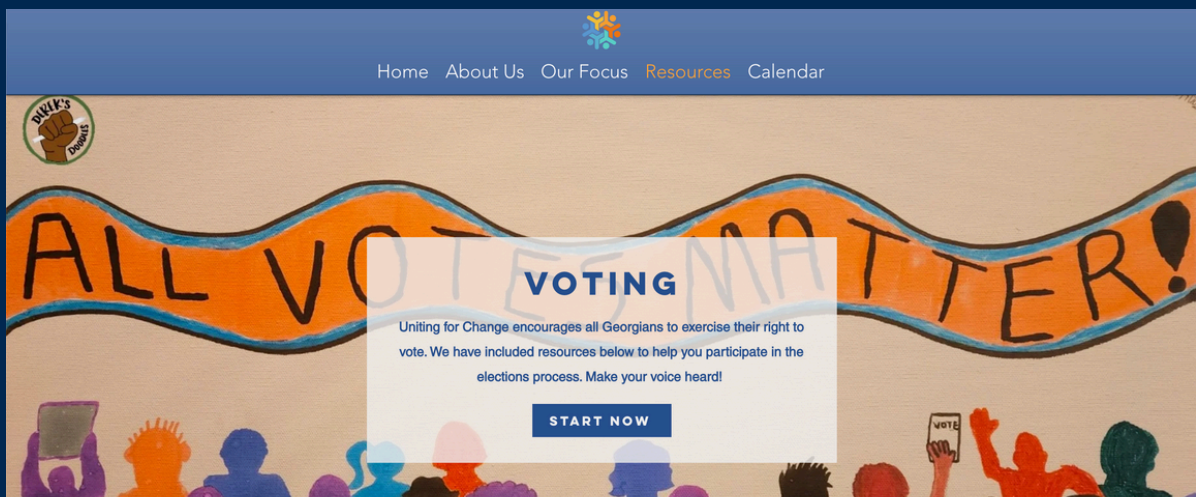 Home About Us Our Focus Resources Calendar
DEREK'S
DOODLES
ALL VOTES MATTER!
VOTING
Uniting for Change encourages all Georgians to exercise their right to
vote. We have included resources below to help you participate in the
elections process. Make your voice heard!
START NOW
VOTE